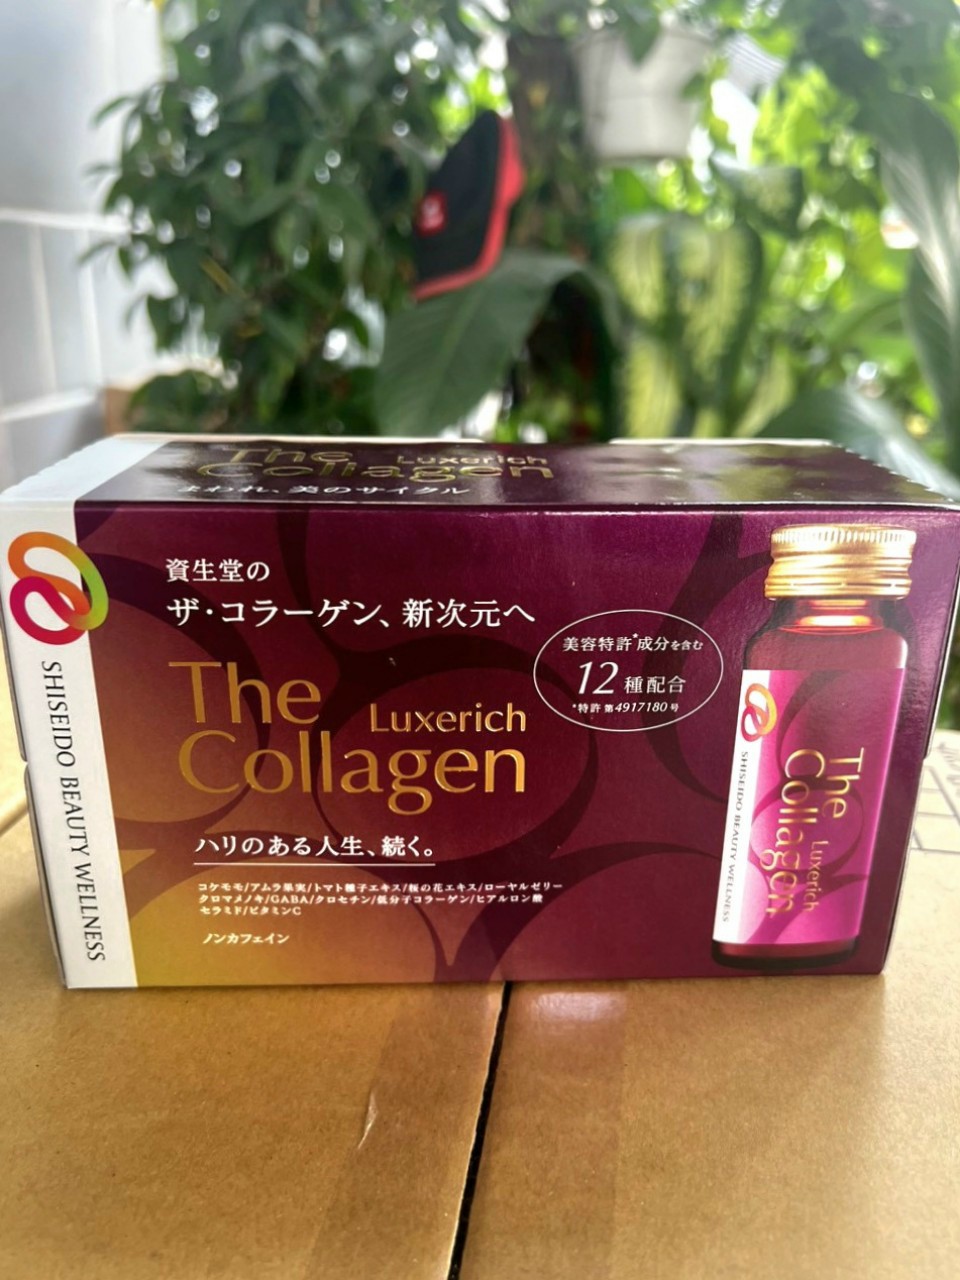 The Luxerich
Collagen
まわれ、美のサイクル
資生堂の
ザ・コラーゲン、新次元へ
The
Luxerich
Collagen
ハリのある人生、続く。
コケモモ/アムラ果実/トマト種子エキス/桜の花エキス/ローヤルゼリー
クロマメノキ/GABA/クロセチン/低分子コラーゲン/ヒアルロン酸
セラミド/ビタミンC
ノンカフェイン
美容特許*成分を含む
12種配合
*特許 第4917180号
SHISEIDO BEAUTY WELLNESS
The
Luxerich
Collagen
SHISEIDO BEAUTY WELLNESS